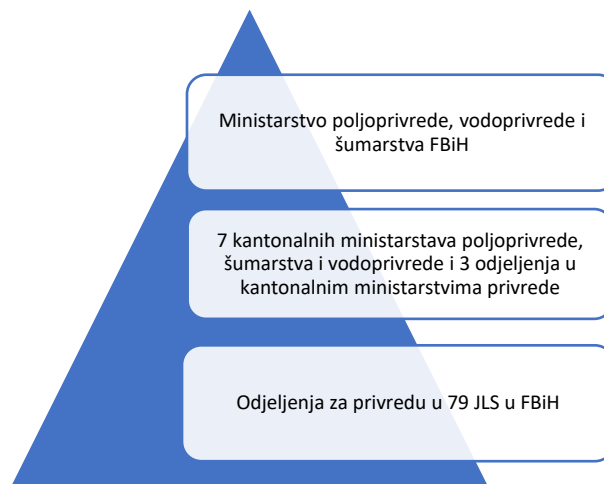 Ministarstvo poljoprivrede, vodoprivrede i
šumarstva FBiH
7 kantonalnih ministarstava poljoprivrede,
šumarstva i vodoprivrede i 3 odjeljenja u
kantonalnim ministarstvima privrede
Odjeljenja za privredu u 79 JLS u FBiH